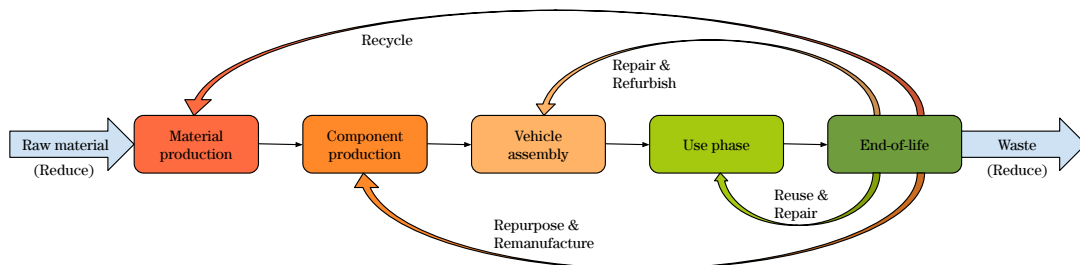 Recycle
Repair &
Refurbish
Raw material
(Reduce)
Material
production
Component
production
Vehicle
assembly
Use phase
End-of-life
Waste
(Reduce)
Reuse &
Repair
Repurpose &
Remanufacture